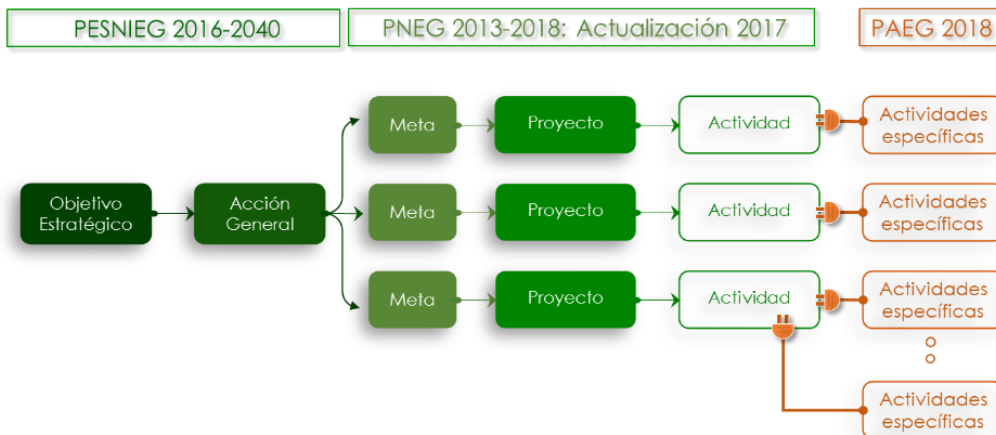 PESNIEG 2016-2040
PNEG 2013-2018: Actualización 2017
PAEG 2018
Objetivo
Estratégico
Acción
General
Meta
Proyecto
Actividad
Actividades
específicas
Meta
Proyecto
Actividad
Actividades
específicas
Meta
Proyecto
Actividad
Actividades
específicas
Actividades
específicas